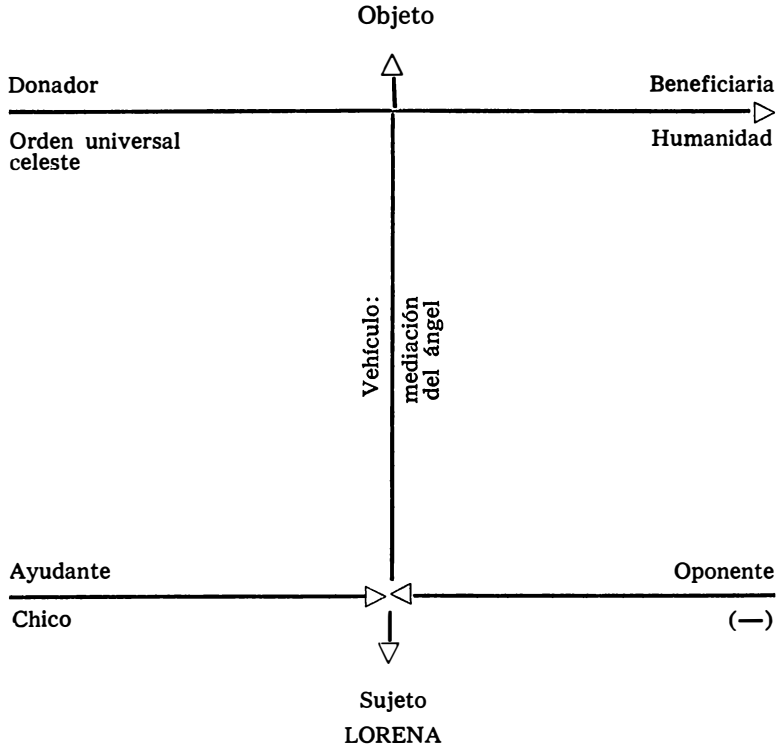 Objeto
Donador
Beneficiaria
Orden universal
celeste
Humanidad
Vehículo:
mediación
del ángel
Ayudante
Oponente
Chico
(—)
Sujeto
LORENA